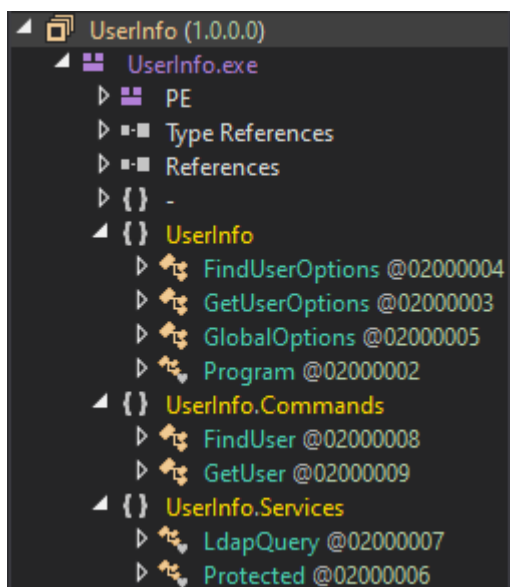 UserInfo (1.0.0.0)
UserInfo.exe
PE
Type References
References
{ } -
{ } UserInfo
FindUserOptions @02000004
GetUserOptions @02000003
GlobalOptions @02000005
Program @02000002
{ } UserInfo.Commands
FindUser @02000008
GetUser @02000009
{ } UserInfo.Services
LdapQuery @02000007
Protected @02000006